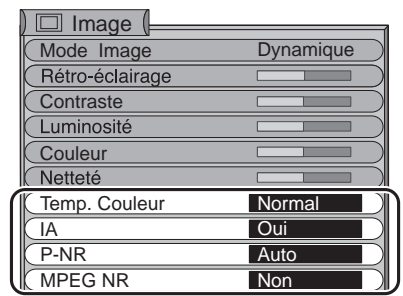 Image
Mode Image Dynamique
Rétro-éclairage
Contraste
Luminosité
Couleur
Netteté
Temp. Couleur Normal
IA Oui
P-NR Auto
MPEG NR Non